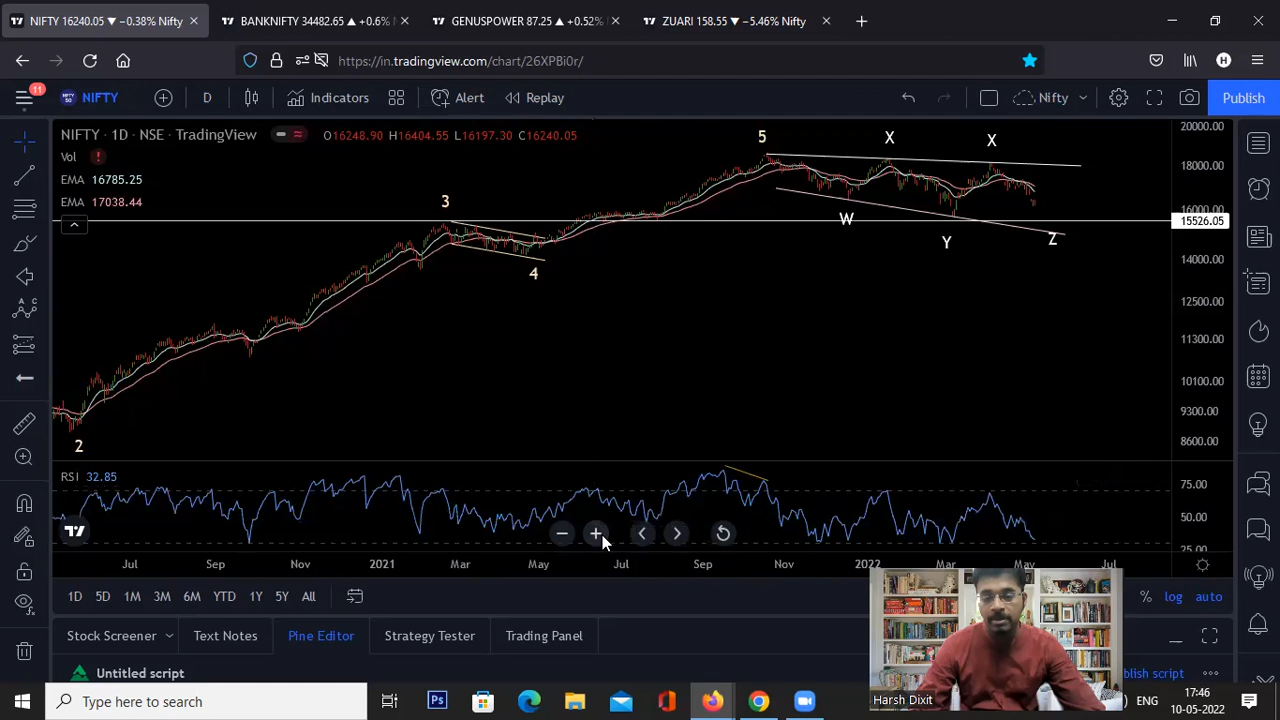 NIFTY 16240.05 ▼ −0.38% Nifty
BANKNIFTY 34482.65 ▲ +0.6%
GENUSPOWER 87.25 ▲ +0.52%
ZUARI 158.55 ▼ −5.46% Nifty
https://in.tradingview.com/chart/26XPBi0r/
H
11
NIFTY
D
Indicators
Alert
Replay
Nifty
Publish
NIFTY · 1D · NSE · TradingView
O16248.90 H16404.55 L16197.30 C16240.05
Vol
EMA 16785.25
EMA 17038.44
2
3
4
5
W
X
Y
X
Z
20000.00
18000.00
16000.00
15526.05
14000.00
12500.00
11300.00
10100.00
9300.00
8600.00
RSI 32.85
75.00
50.00
25.00
Jul Sep Nov 2021 Mar May Jul Sep Nov 2022 Mar May Jul
1D 5D 1M 3M 6M YTD 1Y 5Y All
% log auto
Stock Screener Text Notes Pine Editor Strategy Tester Trading Panel
Untitled script
blish script
Harsh Dixit
Type here to search
ENG
17:46
10-05-2022